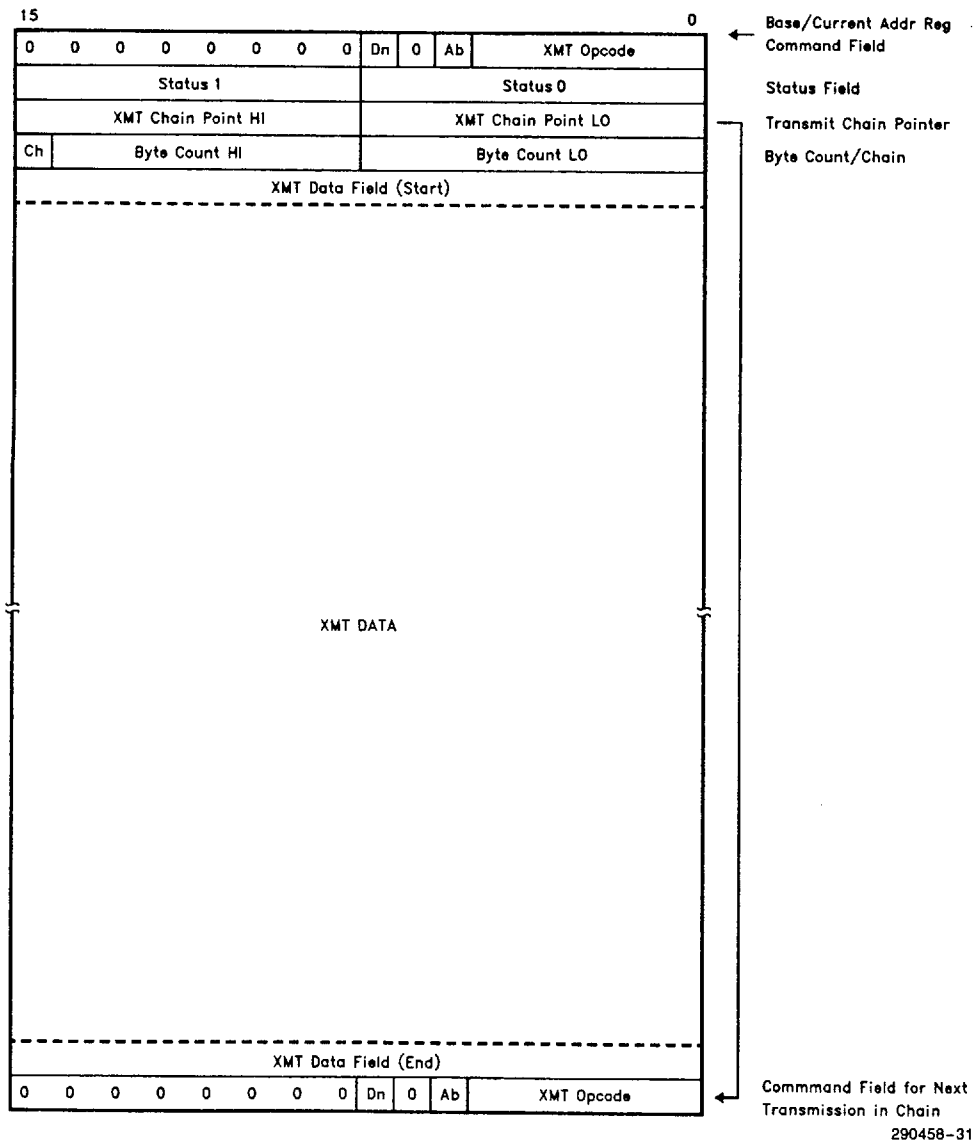 15 0 Base/Current Addr Reg
0 0 0 0 0 0 0 0 Dn 0 Ab XMT Opcode Command Field
Status 1 Status 0 Status Field
XMT Chain Point HI XMT Chain Point LO Transmit Chain Pointer
Ch Byte Count HI Byte Count LO Byte Count/Chain
XMT Data Field (Start)
XMT DATA
XMT Data Field (End)
0 0 0 0 0 0 0 0 Dn 0 Ab XMT Opcode Commmand Field for Next
Transmission in Chain
290458-31